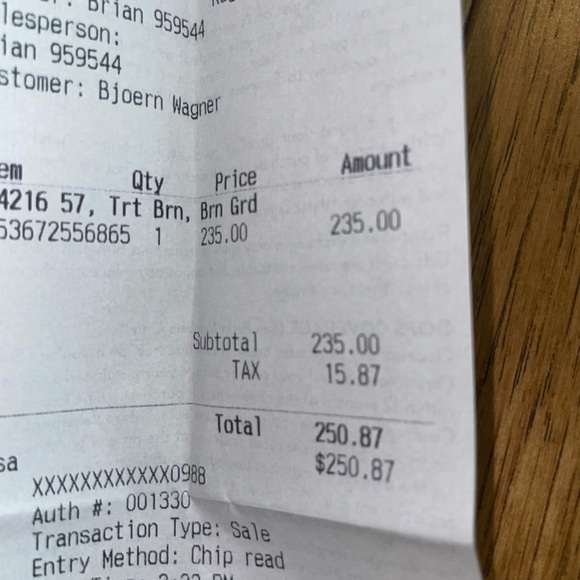 Brian 959544
lesperson:
ian 959544
stomer: Bjoern Wagner
em Qty Price Amount
4216 57, Trt Brn, Brn Grd
53672556865 1 235.00 235.00
Subtotal 235.00
TAX 15.87
Total 250.87
sa $250.87
XXXXXXXXXXXX0988
Auth #: 001330
Transaction Type: Sale
Entry Method: Chip read